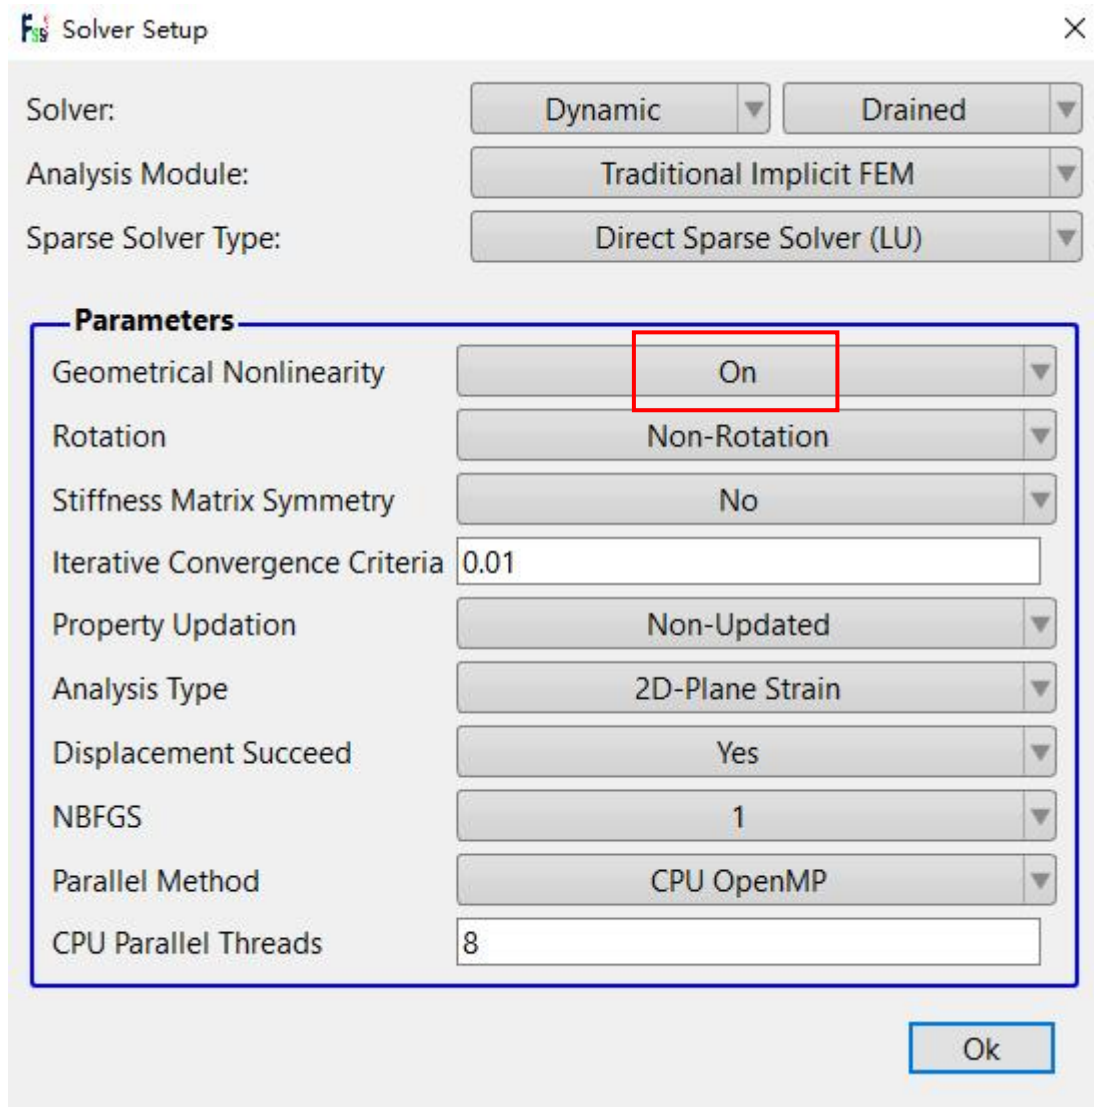 Fssi Solver Setup
Solver: Dynamic Drained
Analysis Module: Traditional Implicit FEM
Sparse Solver Type: Direct Sparse Solver (LU)
Parameters
Geometrical Nonlinearity On
Rotation Non-Rotation
Stiffness Matrix Symmetry No
Iterative Convergence Criteria 0.01
Property Updation Non-Updated
Analysis Type 2D-Plane Strain
Displacement Succeed Yes
NBFGS 1
Parallel Method CPU OpenMP
CPU Parallel Threads 8
Ok